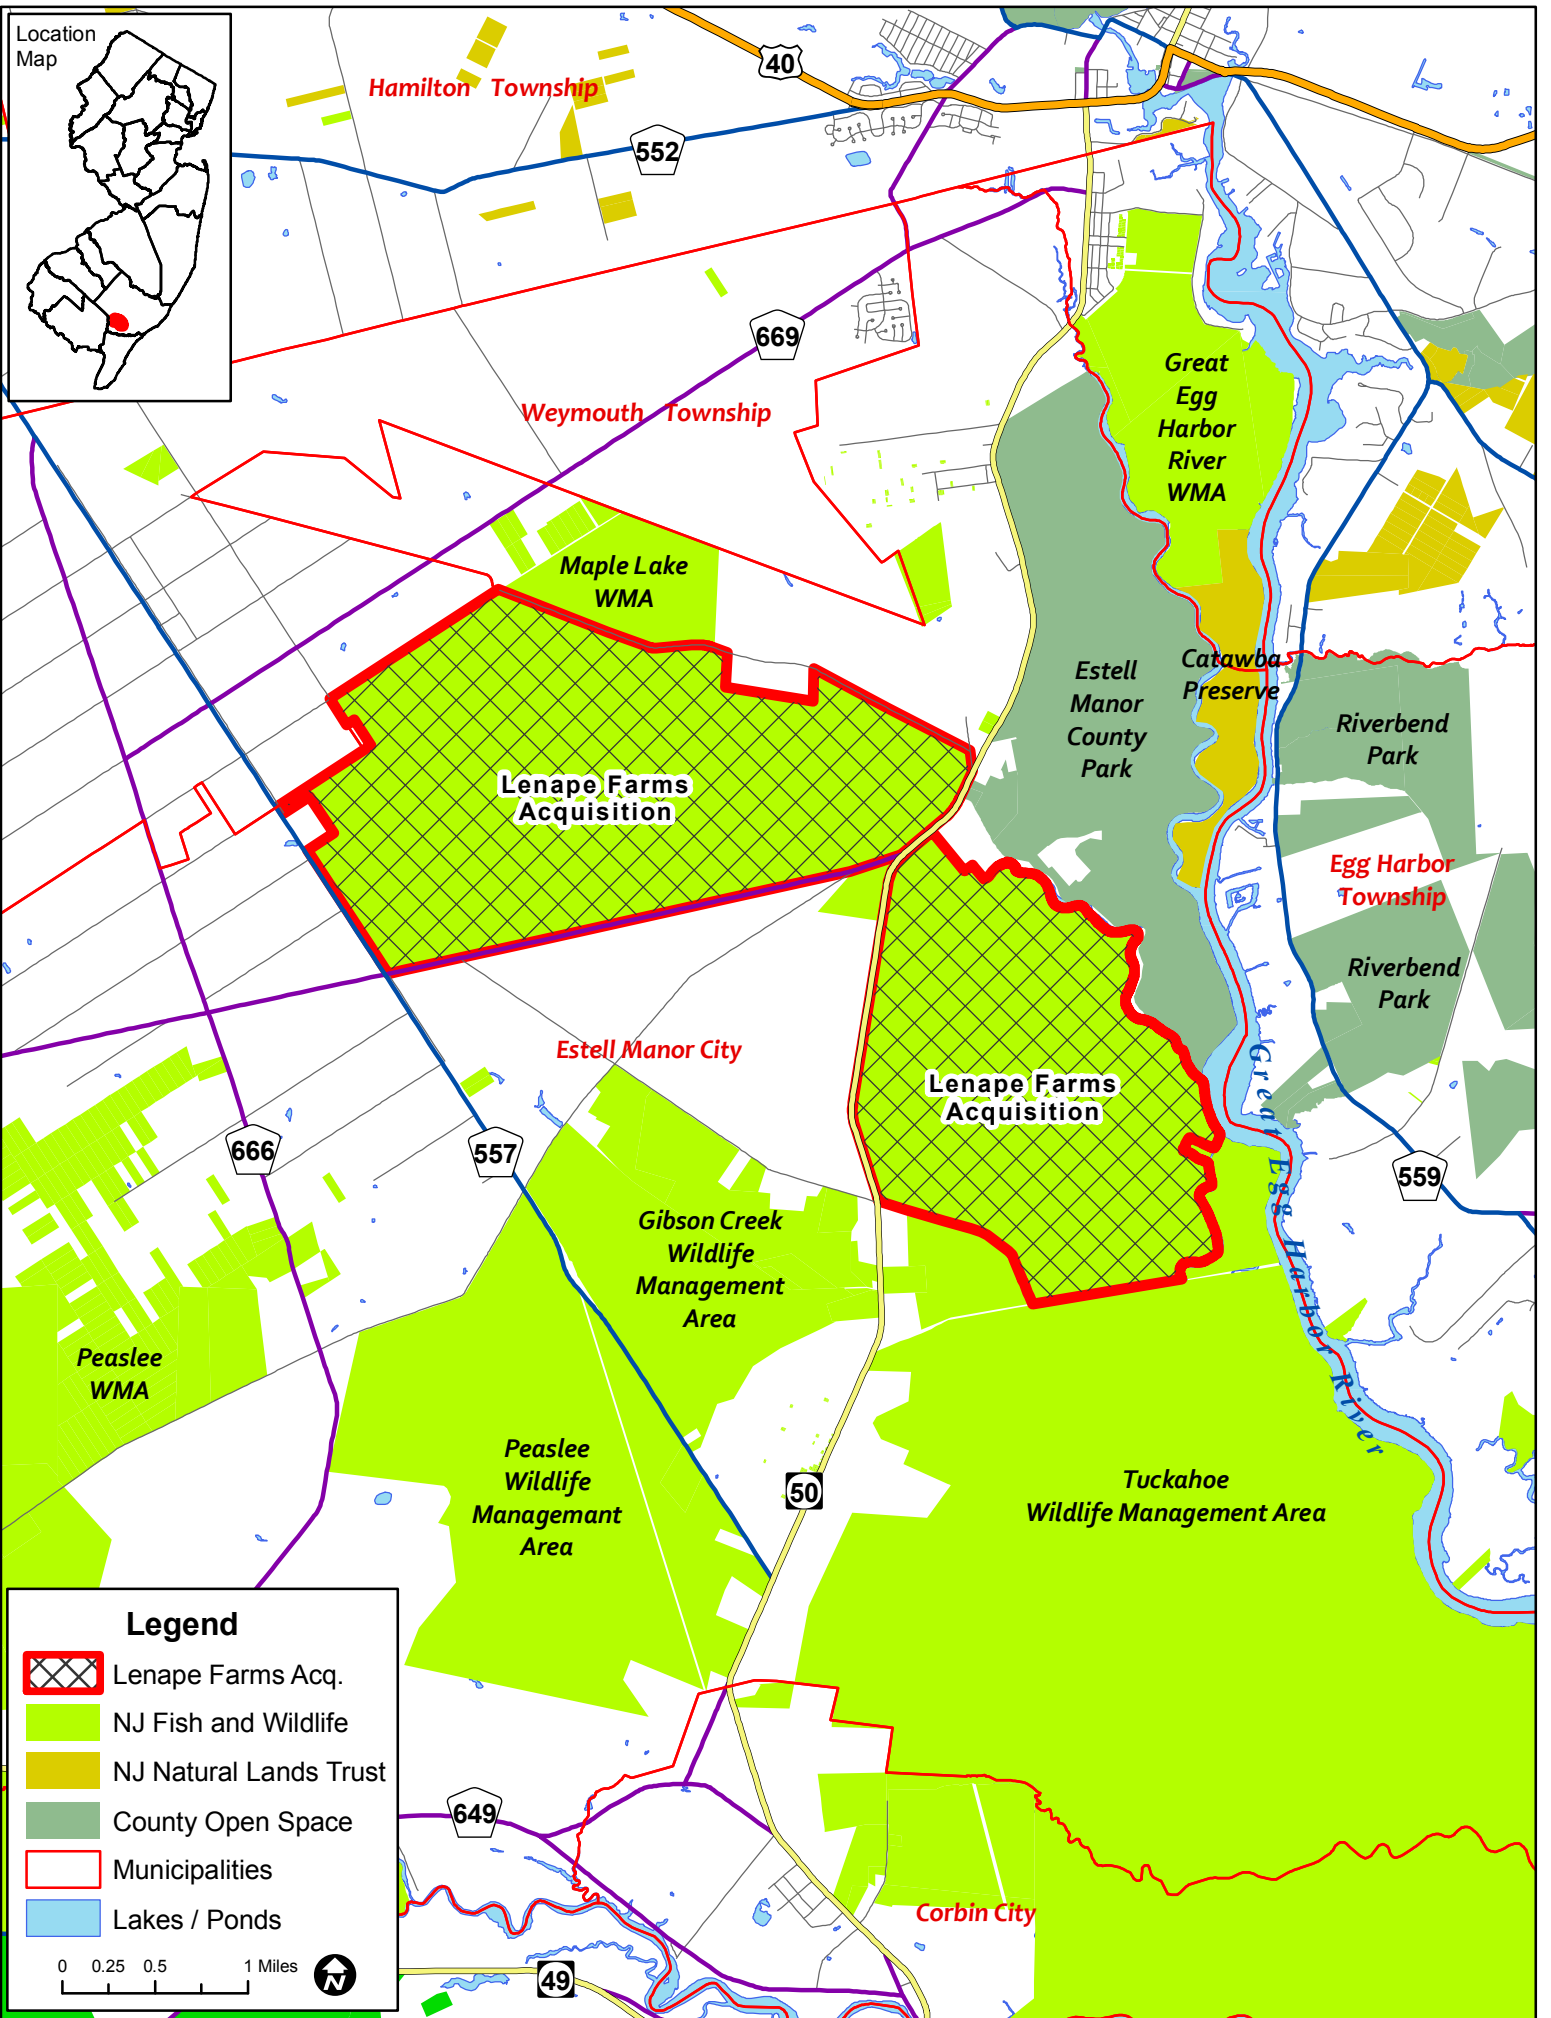 Location
Map
Hamilton Township
40
552
669
Weymouth Township
Great
Egg
Harbor
River
WMA
Maple Lake
WMA
Catawba
Preserve
Estell
Manor
County
Park
Riverbend
Park
Lenape Farms
Acquisition
Egg Harbor
Township
Riverbend
Park
Estell Manor City
Lenape Farms
Acquisition
Great Egg Harbor River
666
557
559
Gibson Creek
Wildlife
Management
Area
Peaslee
WMA
Peaslee
Wildlife
Managemant
Area
50
Tuckahoe
Wildlife Management Area
Legend
Lenape Farms Acq.
NJ Fish and Wildlife
NJ Natural Lands Trust
County Open Space
Municipalities
Lakes / Ponds
0 0.25 0.5 1 Miles
N
649
Corbin City
49